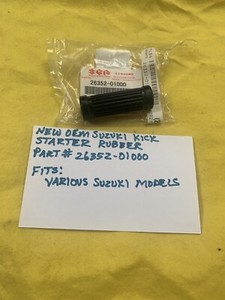 SUZUKI
26352-01000
NEW OEM SUZUKI KICK
STARTER RUBBER
PART# 26352-01000
FITS:
VARIOUS SUZUKI MODELS